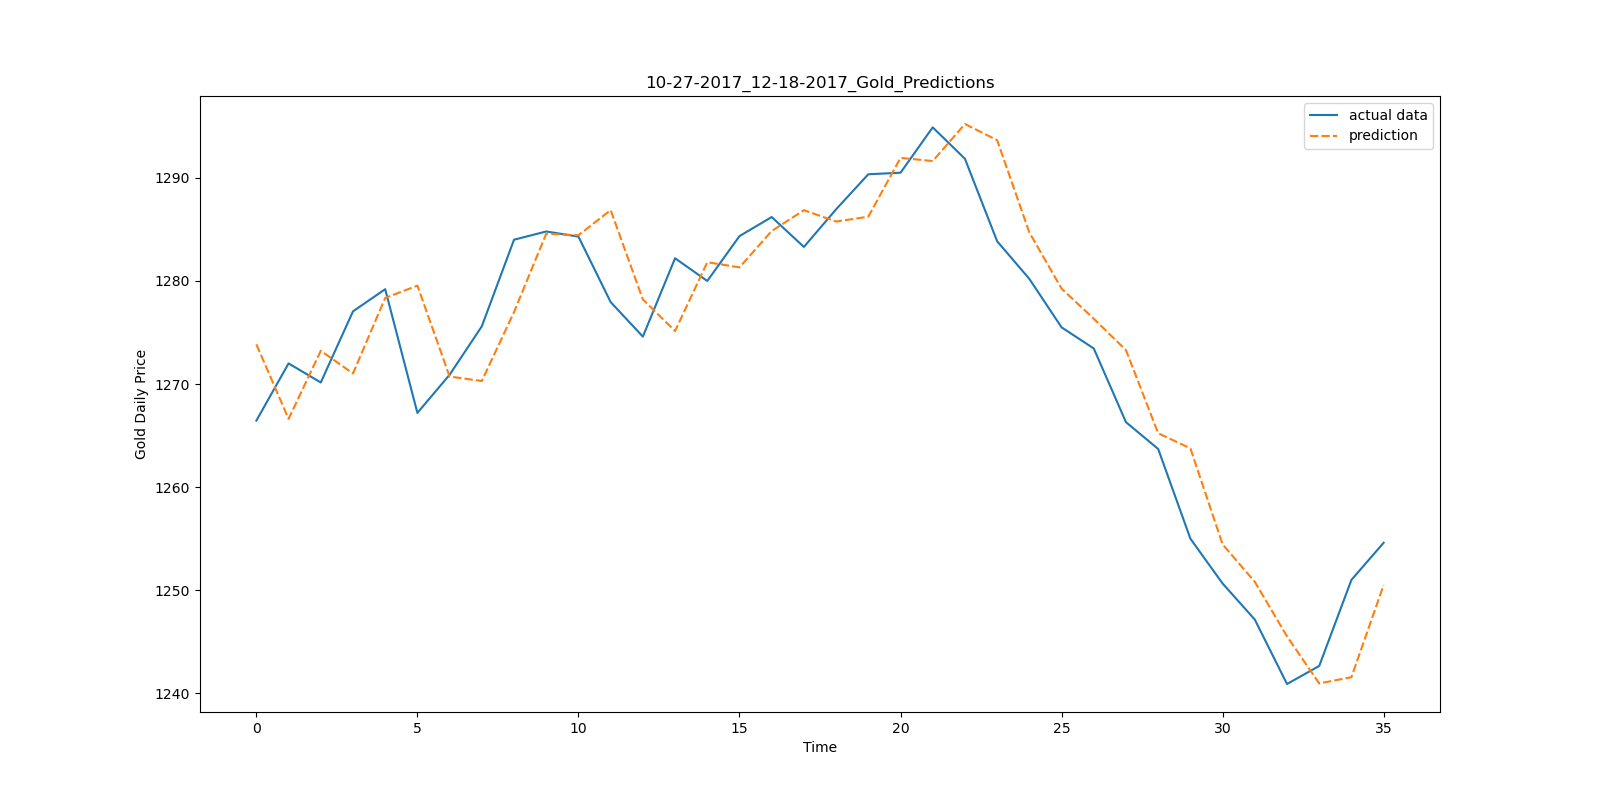 10-27-2017_12-18-2017_Gold_Predictions
actual data
prediction
Gold Daily Price
1290
1280
1270
1260
1250
1240
0 5 10 15 20 25 30 35
Time